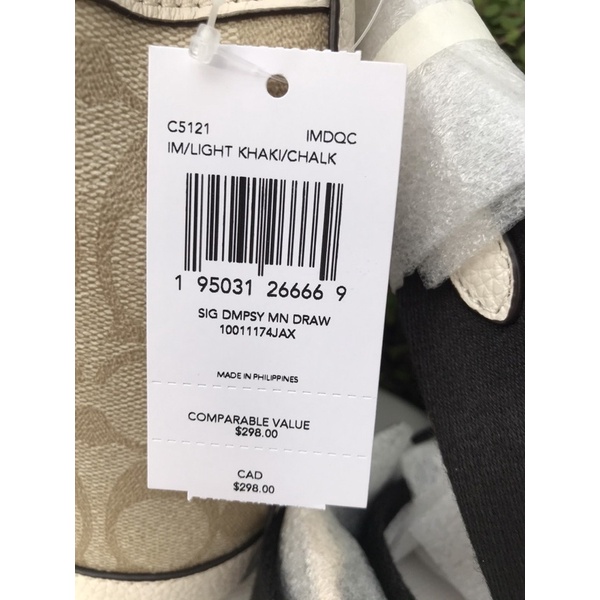 C5121 IMDQC
IM/LIGHT KHAKI/CHALK
1 95031 26666 9
SIG DMPSY MN DRAW
10011174JAX
MADE IN PHILIPPINES
COMPARABLE VALUE
$298.00
CAD
$298.00